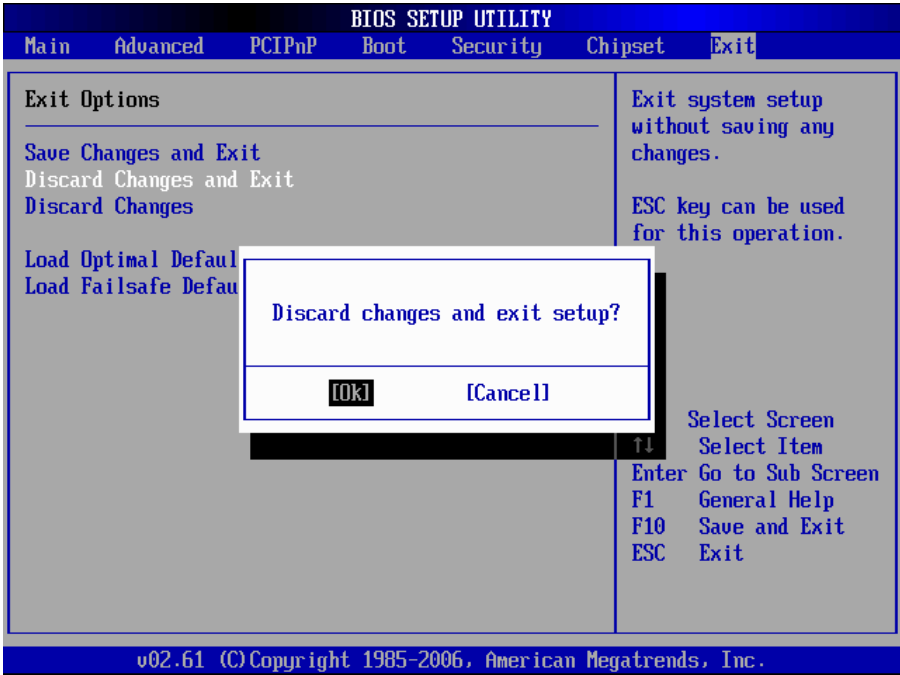 BIOS SETUP UTILITY
Main Advanced PCIPnP Boot Security Chipset Exit
Exit Options
Save Changes and Exit
Discard Changes and Exit
Discard Changes
Load Optimal Defaul
Load Failsafe Defau
Exit system setup
without saving any
changes.
ESC key can be used
for this operation.
Discard changes and exit setup?
[Ok] [Cancel]
Select Screen
↑↓ Select Item
Enter Go to Sub Screen
F1 General Help
F10 Save and Exit
ESC Exit
v02.61 (C)Copyright 1985-2006, American Megatrends, Inc.